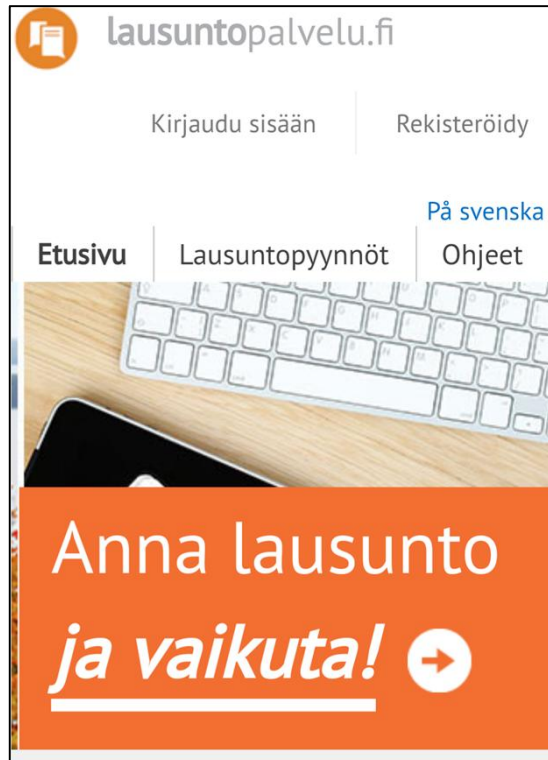 lausuntopalvelu.fi
Kirjaudu sisään Rekisteröidy
På svenska
Etusivu Lausuntopyynnöt Ohjeet
Anna lausunto
ja vaikuta!